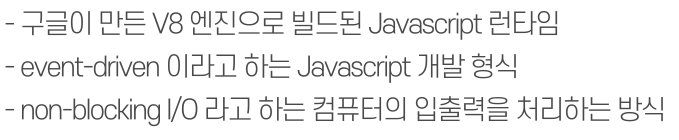 - 구글이 만든 V8 엔진으로 빌드된 Javascript 런타임
- event-driven 이라고 하는 Javascript 개발 형식
- non-blocking I/O 라고 하는 컴퓨터의 입출력을 처리하는 방식